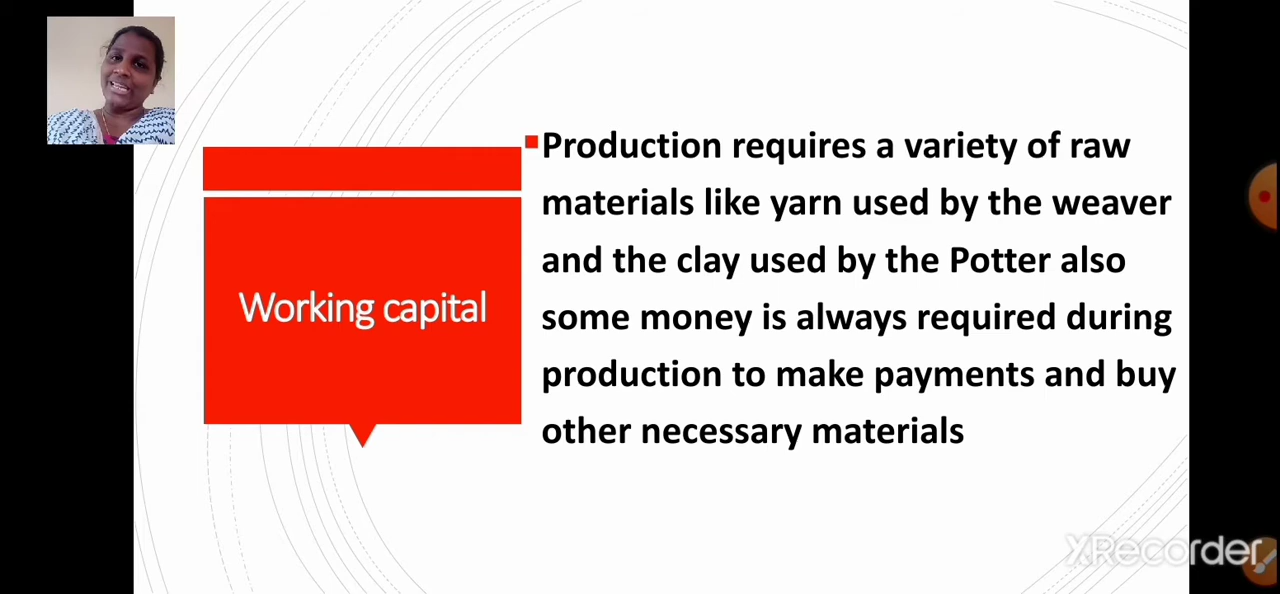 Working capital
Production requires a variety of raw
materials like yarn used by the weaver
and the clay used by the Potter also
some money is always required during
production to make payments and buy
other necessary materials
XRecorder